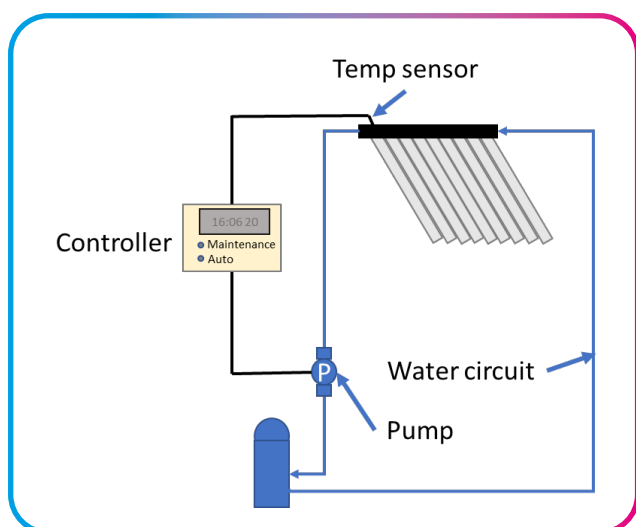 Temp sensor
16:06 20
Controller
Maintenance
Auto
P
Water circuit
Pump